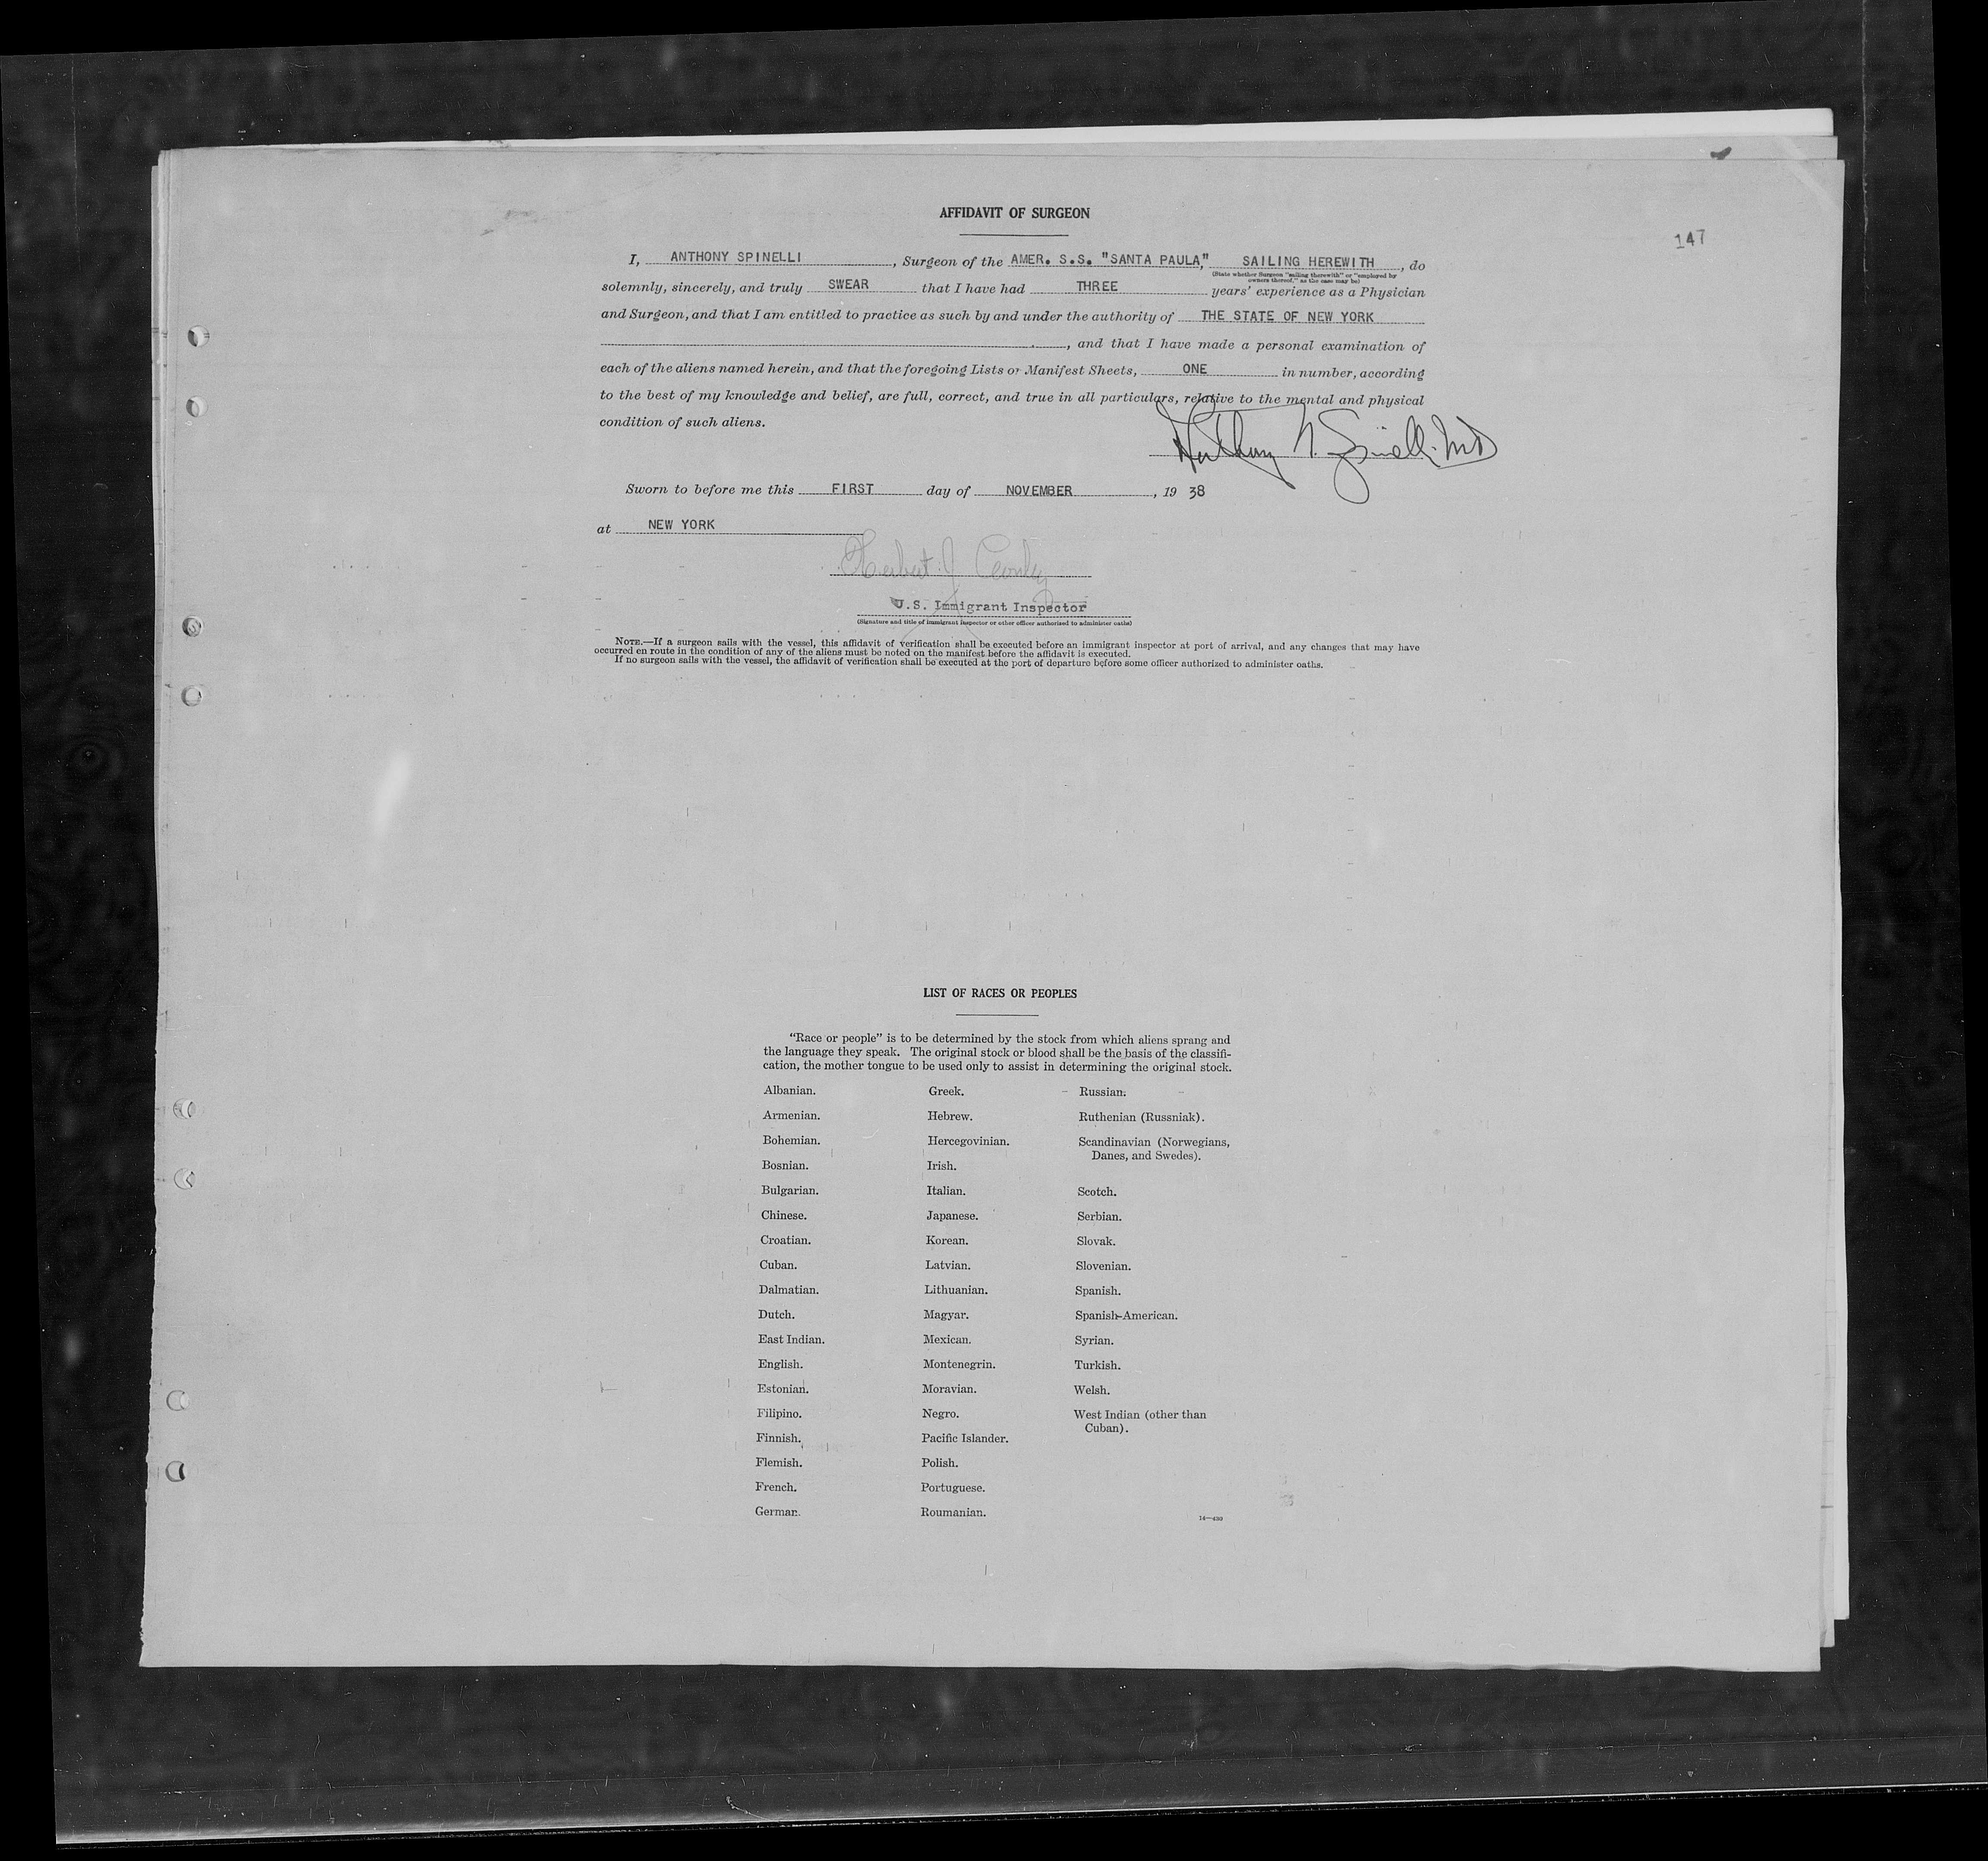 147
AFFIDAVIT OF SURGEON
I, ANTHONY SPINELLI, Surgeon of the AMER. S.S. "SANTA PAULA," SAILING HEREWITH, do
(State whether Surgeon "sailing therewith" or "employed by
owners thereof," as the case may be)
solemnly, sincerely, and truly SWEAR that I have had THREE years' experience as a Physician
and Surgeon, and that I am entitled to practice as such by and under the authority of THE STATE OF NEW YORK
, and that I have made a personal examination of
each of the aliens named herein, and that the foregoing Lists or Manifest Sheets, ONE in number, according
to the best of my knowledge and belief, are full, correct, and true in all particulars, relative to the mental and physical
condition of such aliens.
Anthony N. Spinelli, MD
Sworn to before me this FIRST day of NOVEMBER, 19 38
at NEW YORK
Herbert J
U.S. Immigrant Inspector
(Signature and title of immigrant inspector or other officer authorized to administer oaths)
NOTE.—If a surgeon sails with the vessel, this affidavit of verification shall be executed before an immigrant inspector at port of arrival, and any changes that may have
occurred en route in the condition of any of the aliens must be noted on the manifest before the affidavit is executed.
If no surgeon sails with the vessel, the affidavit of verification shall be executed at the port of departure before some officer authorized to administer oaths.
LIST OF RACES OR PEOPLES
"Race or people" is to be determined by the stock from which aliens sprang and
the language they speak. The original stock or blood shall be the basis of the classifi-
cation, the mother tongue to be used only to assist in determining the original stock.
Albanian.
Armenian.
Bohemian.
Bosnian.
Bulgarian.
Chinese.
Croatian.
Cuban.
Dalmatian.
Dutch.
East Indian.
English.
Estonian.
Filipino.
Finnish.
Flemish.
French.
German.
Greek.
Hebrew.
Hercegovinian.
Irish.
Italian.
Japanese.
Korean.
Latvian.
Lithuanian.
Magyar.
Mexican.
Montenegrin.
Moravian.
Negro.
Pacific Islander.
Polish.
Portuguese.
Roumanian.
Russian.
Ruthenian (Russniak).
Scandinavian (Norwegians,
Danes, and Swedes).
Scotch.
Serbian.
Slovak.
Slovenian.
Spanish.
Spanish-American.
Syrian.
Turkish.
Welsh.
West Indian (other than
Cuban).
14—430